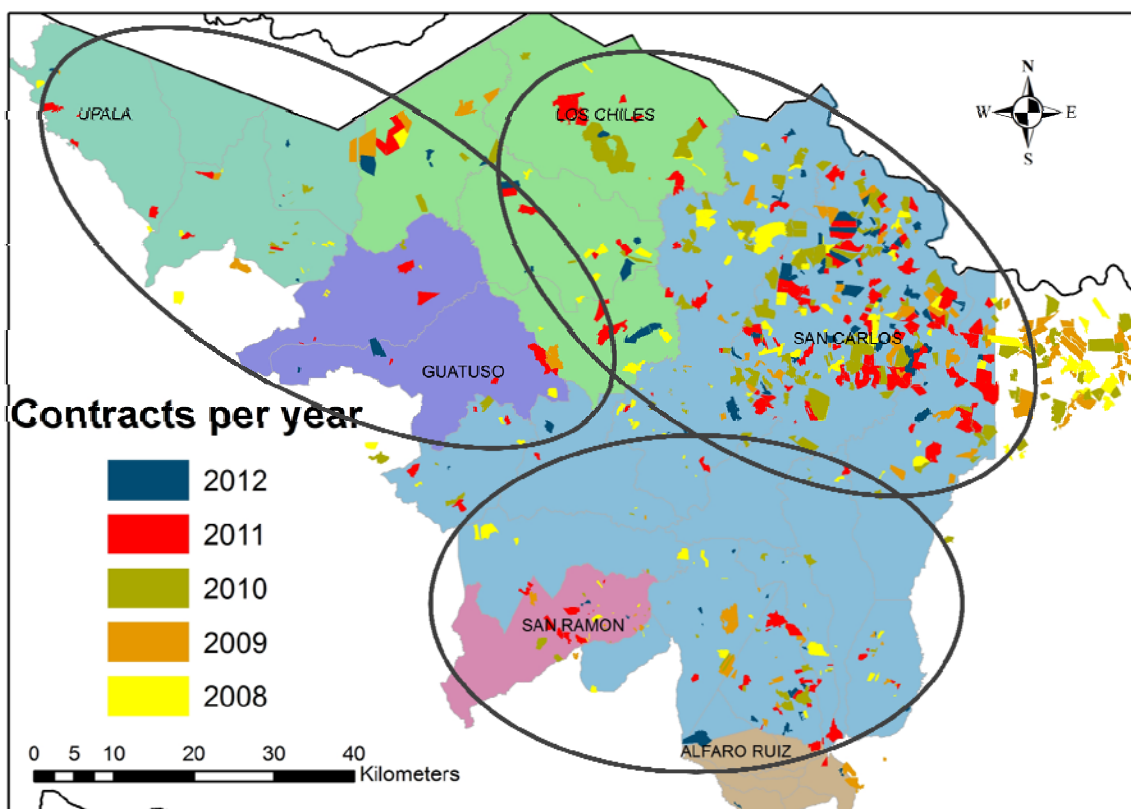 UPALA
LOS CHILES
N
W
E
S
SAN CARLOS
GUATUSO
Contracts per year
2012
2011
2010
2009
2008
SAN RAMON
ALFARO RUIZ
0 5 10 20 30 40
Kilometers